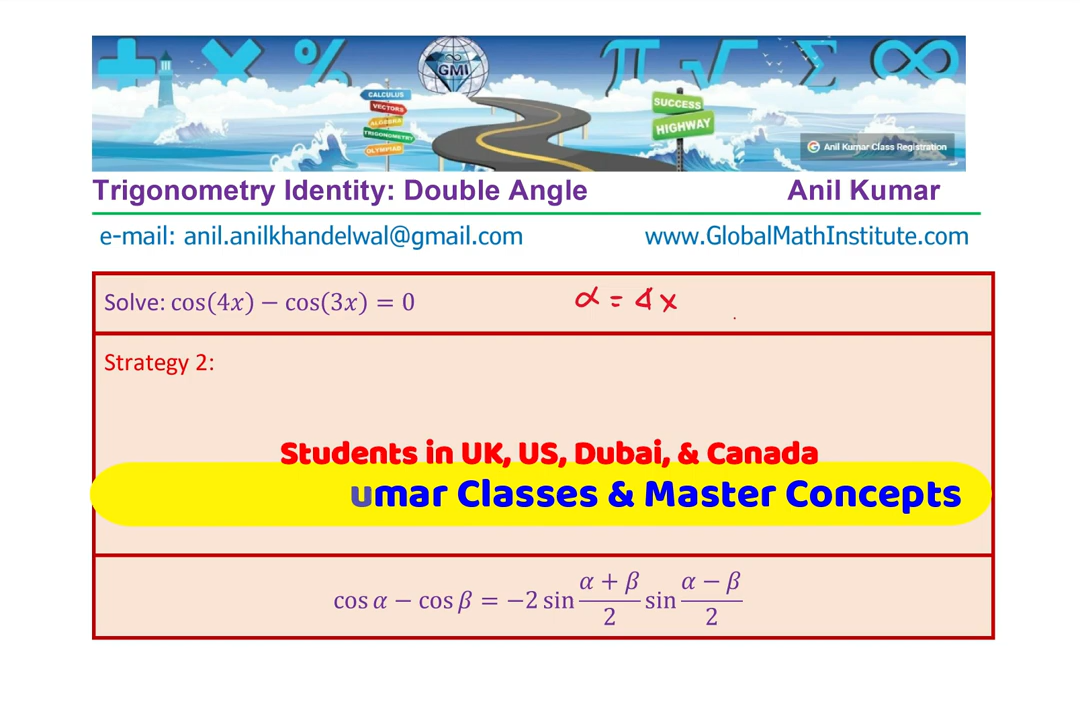 GMI
CALCULUS
VECTORS
ALGEBRA
TRIGONOMETRY
OLYMPIAD
SUCCESS
HIGHWAY
Anil Kumar Class Registration
Trigonometry Identity: Double Angle Anil Kumar
e-mail: anil.anilkhandelwal@gmail.com www.GlobalMathInstitute.com
Solve: cos(4x) − cos(3x) = 0 α = 4x
Strategy 2:
Students in UK, US, Dubai, & Canada
umar Classes & Master Concepts
cos α − cos β = −2 sin (α + β)/2 sin (α − β)/2